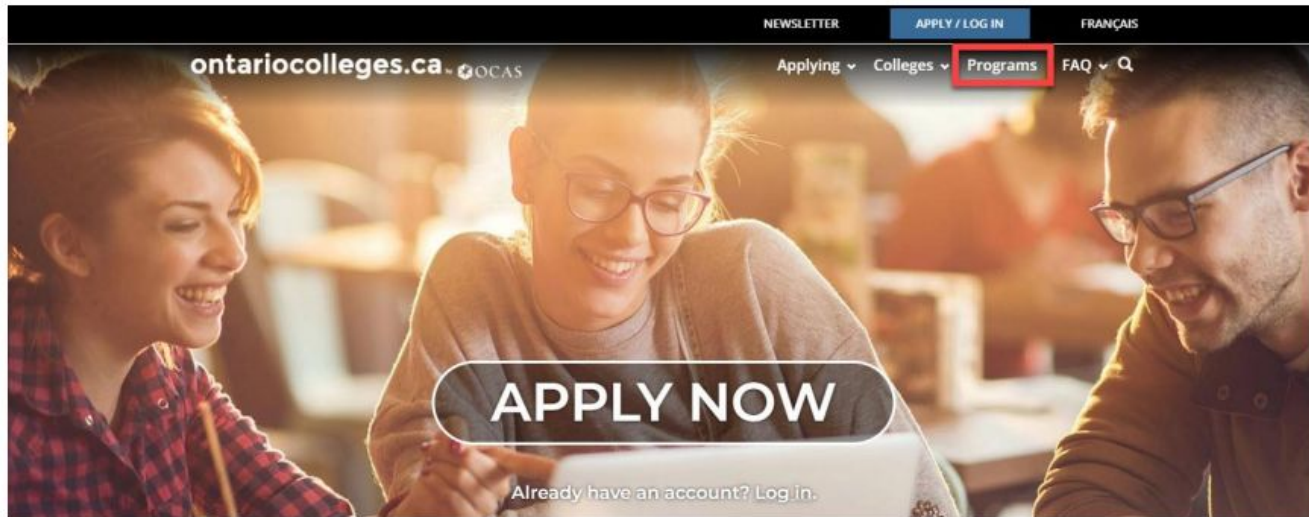 NEWSLETTER APPLY / LOG IN FRANÇAIS
ontariocolleges.ca OCAS Applying Colleges Programs FAQ
APPLY NOW
Already have an account? Log in.